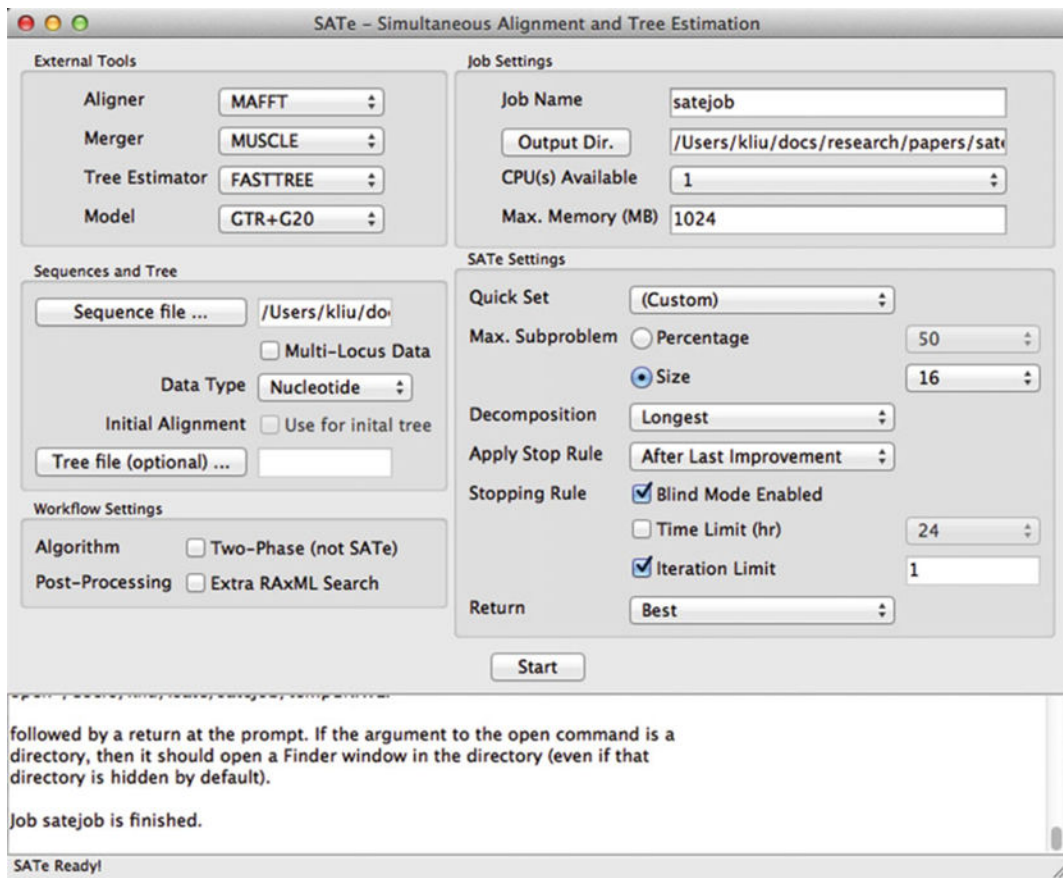 SATe – Simultaneous Alignment and Tree Estimation
External Tools
Aligner MAFFT
Merger MUSCLE
Tree Estimator FASTTREE
Model GTR+G20
Sequences and Tree
Sequence file ... /Users/kliu/do
Multi-Locus Data
Data Type Nucleotide
Initial Alignment Use for inital tree
Tree file (optional) ...
Workflow Settings
Algorithm Two-Phase (not SATe)
Post-Processing Extra RAxML Search
Job Settings
Job Name satejob
Output Dir. /Users/kliu/docs/research/papers/sate
CPU(s) Available 1
Max. Memory (MB) 1024
SATe Settings
Quick Set (Custom)
Max. Subproblem Percentage 50
Size 16
Decomposition Longest
Apply Stop Rule After Last Improvement
Stopping Rule Blind Mode Enabled
Time Limit (hr) 24
Iteration Limit 1
Return Best
Start
followed by a return at the prompt. If the argument to the open command is a
directory, then it should open a Finder window in the directory (even if that
directory is hidden by default).
Job satejob is finished.
SATe Ready!